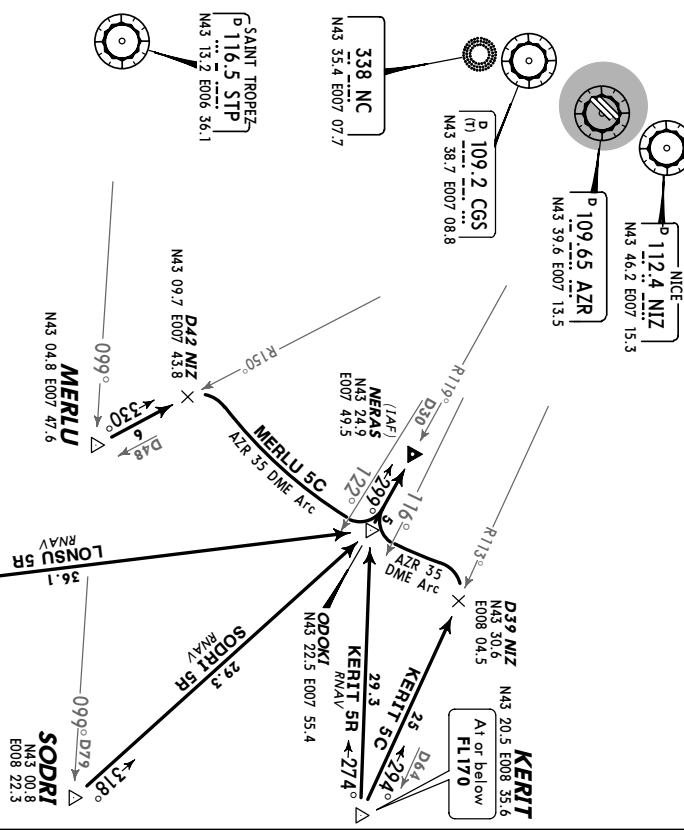 SAINT TROPEZ
D 116.5 STP
N43 13.2 E006 36.1
338 NC
N43 35.4 E007 07.7
D
(T) 109.2 CGS
N43 38.7 E007 08.8
D 109.65 AZR
N43 39.6 E007 13.5
NICE
D 112.4 NIZ
N43 46.2 E007 15.3
D42 NIZ
N43 09.7 E007 43.8
MERLU
N43 04.8 E007 47.6
099°
330°
6
D48
R150°
MERLU 5C
AZR 35 DME Arc
(IAF)
NERAS
N43 24.9
E007 49.5
R119°
D30
122°
116°
299°
5
R113°
AZR 35
DME Arc
D39 NIZ
N43 30.6
E008 04.5
ODOKI
N43 22.5 E007 55.4
KERIT 5C
25
294°
D64
KERIT 5R
RNAV
29.3
274°
KERIT
N43 20.5 E008 35.6
At or below
FL170
SODRI 5R
RNAV
29.3
318°
LONSU 5R
RNAV
36.1
099°
D79
SODRI
N43 00.8
E008 22.3